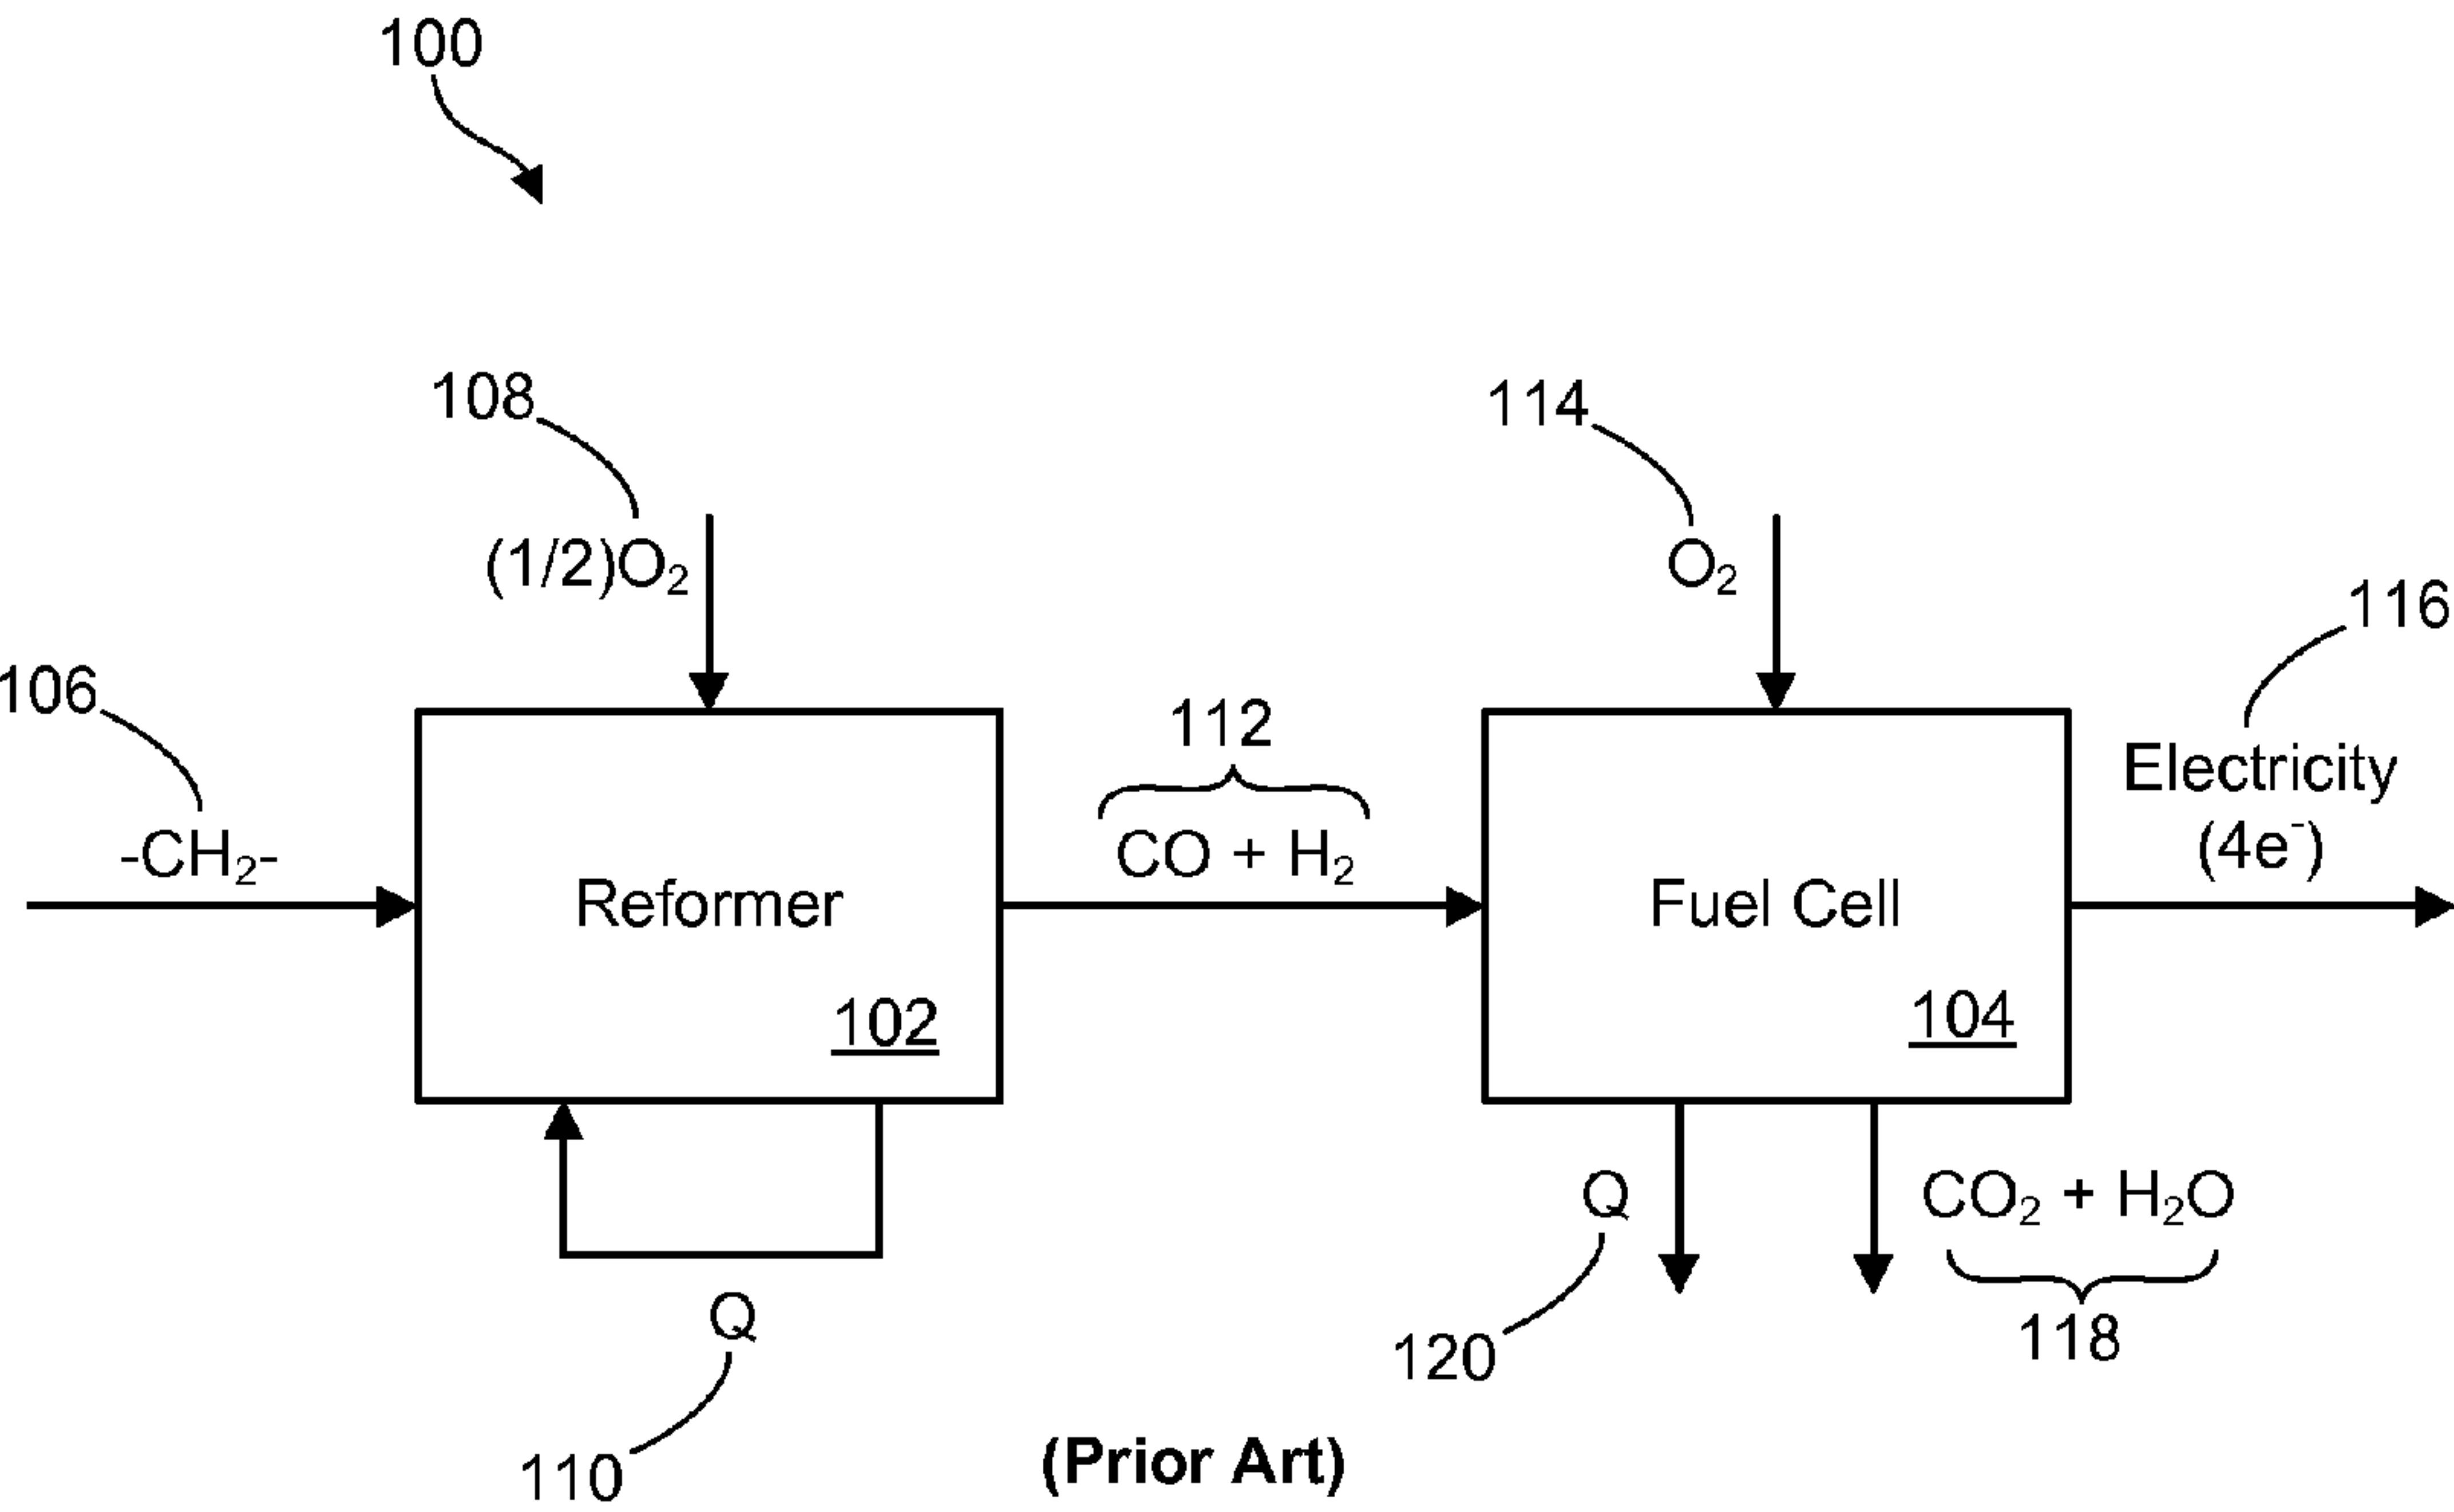 100
108
114
(1/2)O₂
O₂
116
106
112
Electricity
(4e⁻)
-CH₂-
CO + H₂
Reformer
Fuel Cell
102
104
Q
CO₂ + H₂O
Q
120
118
110
(Prior Art)